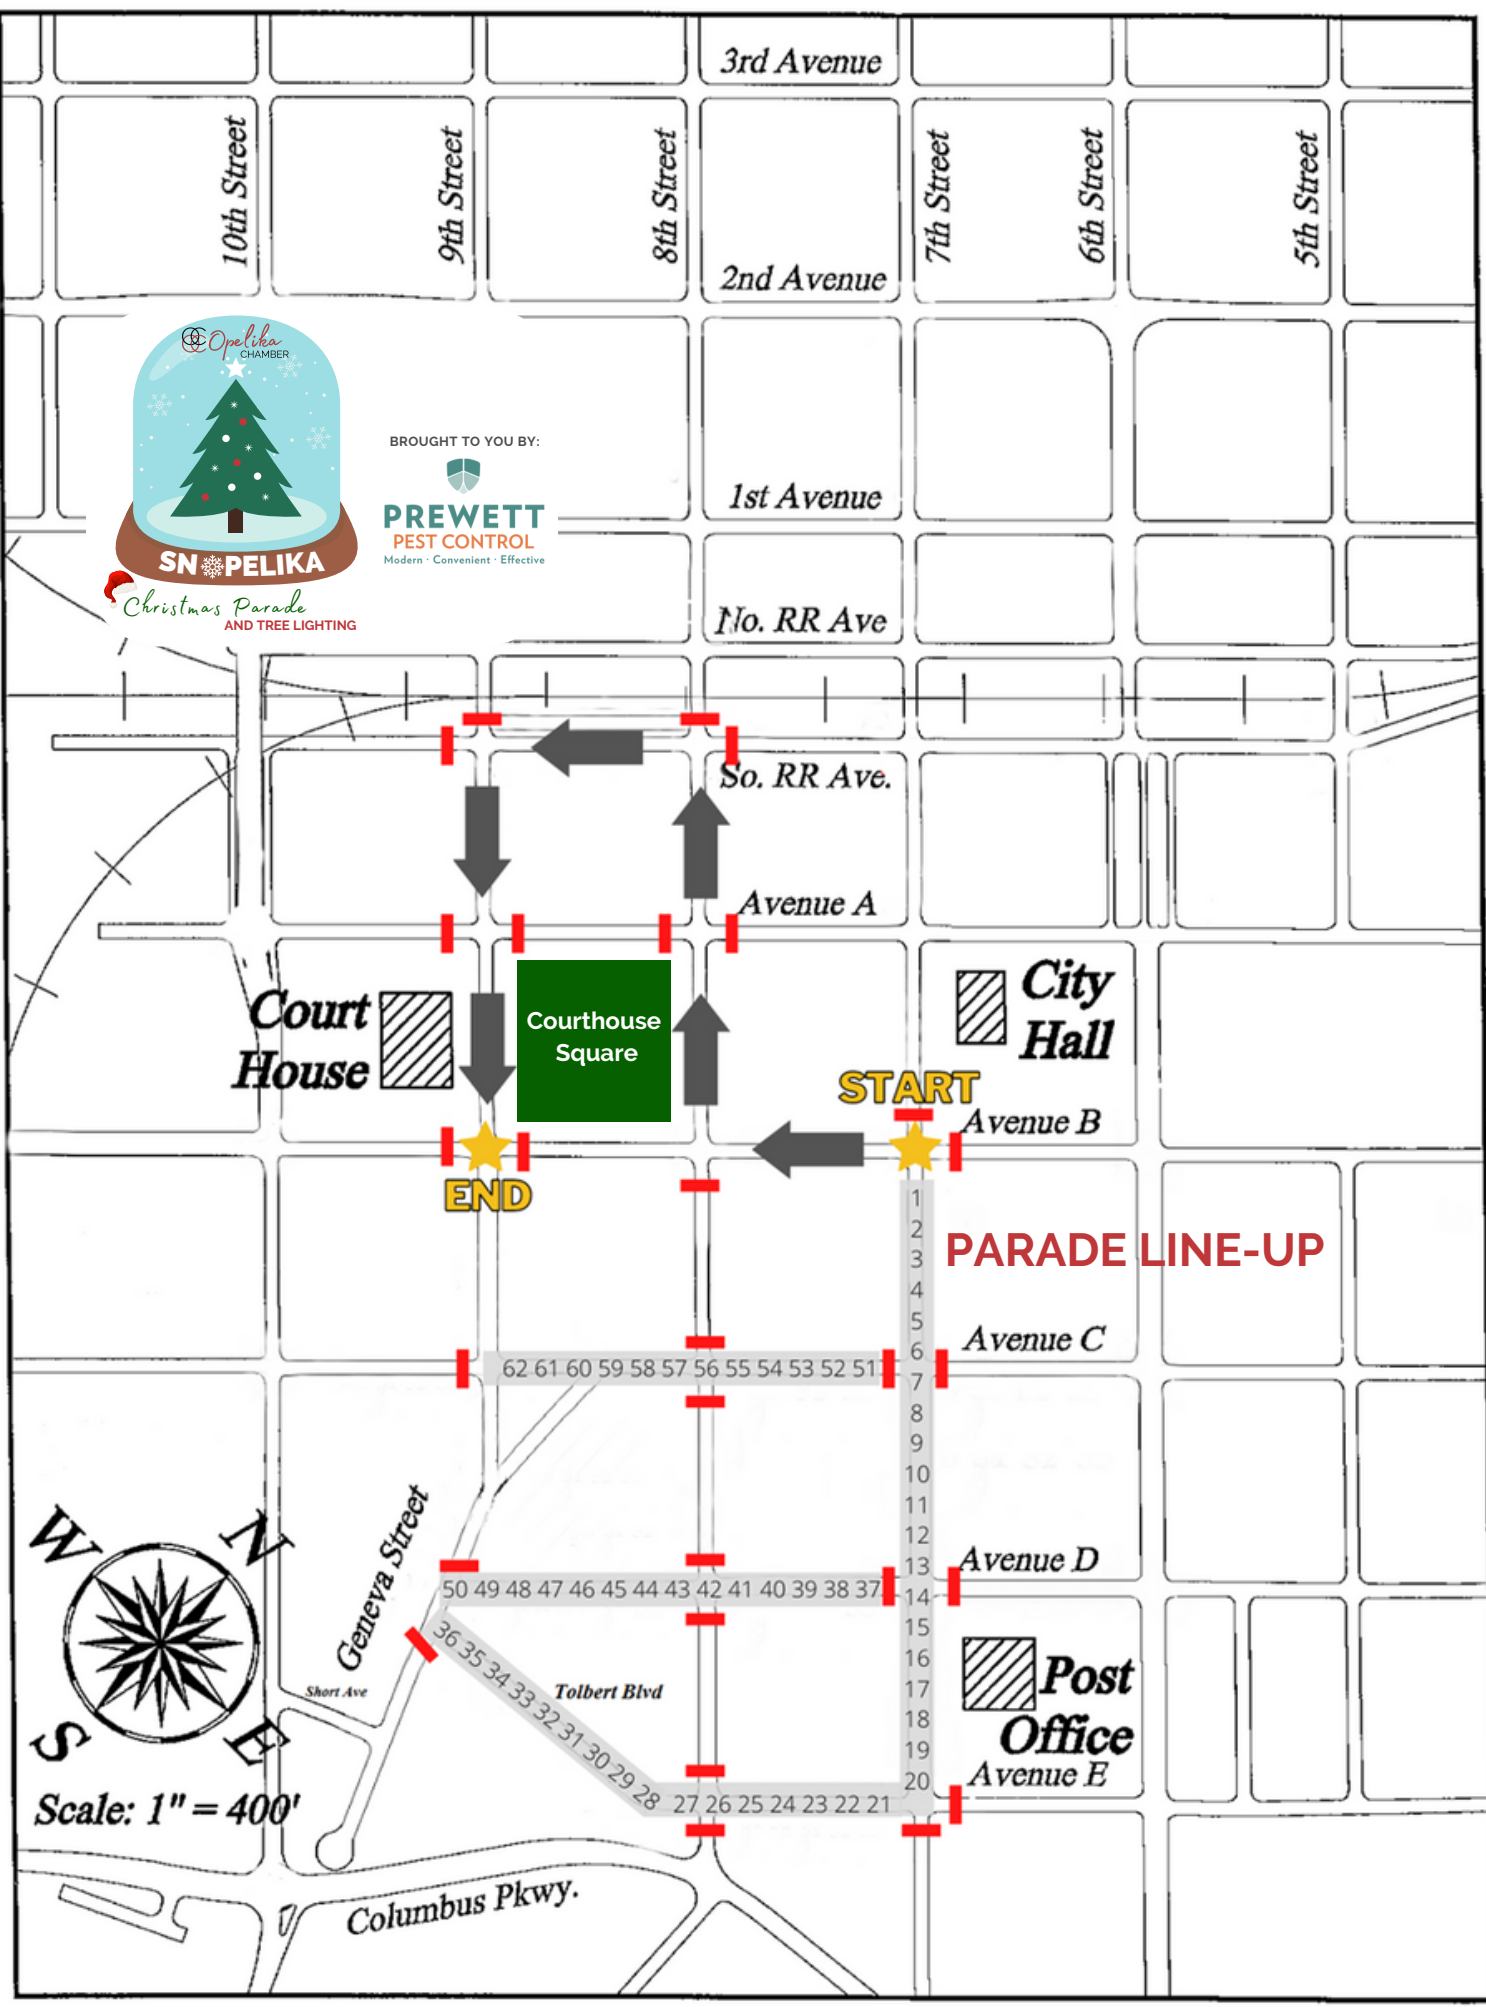 3rd Avenue
10th Street
9th Street
8th Street
7th Street
6th Street
5th Street
2nd Avenue
Opelika
CHAMBER
SN PELIKA
Christmas Parade
AND TREE LIGHTING
BROUGHT TO YOU BY:
PREWETT
PEST CONTROL
Modern · Convenient · Effective
1st Avenue
No. RR Ave
So. RR Ave.
Avenue A
Court
House
Courthouse
Square
City
Hall
START
Avenue B
END
1
2
3
4
5
6
7
8
9
10
11
12
13
14
15
16
17
18
19
20
PARADE LINE-UP
Avenue C
62 61 60 59 58 57 56 55 54 53 52 51
Geneva Street
Avenue D
50 49 48 47 46 45 44 43 42 41 40 39 38 37
36 35 34 33 32 31 30 29 28
27 26 25 24 23 22 21
Short Ave
Tolbert Blvd
Post
Office
Avenue E
W
N
S
E
Scale: 1" = 400'
Columbus Pkwy.